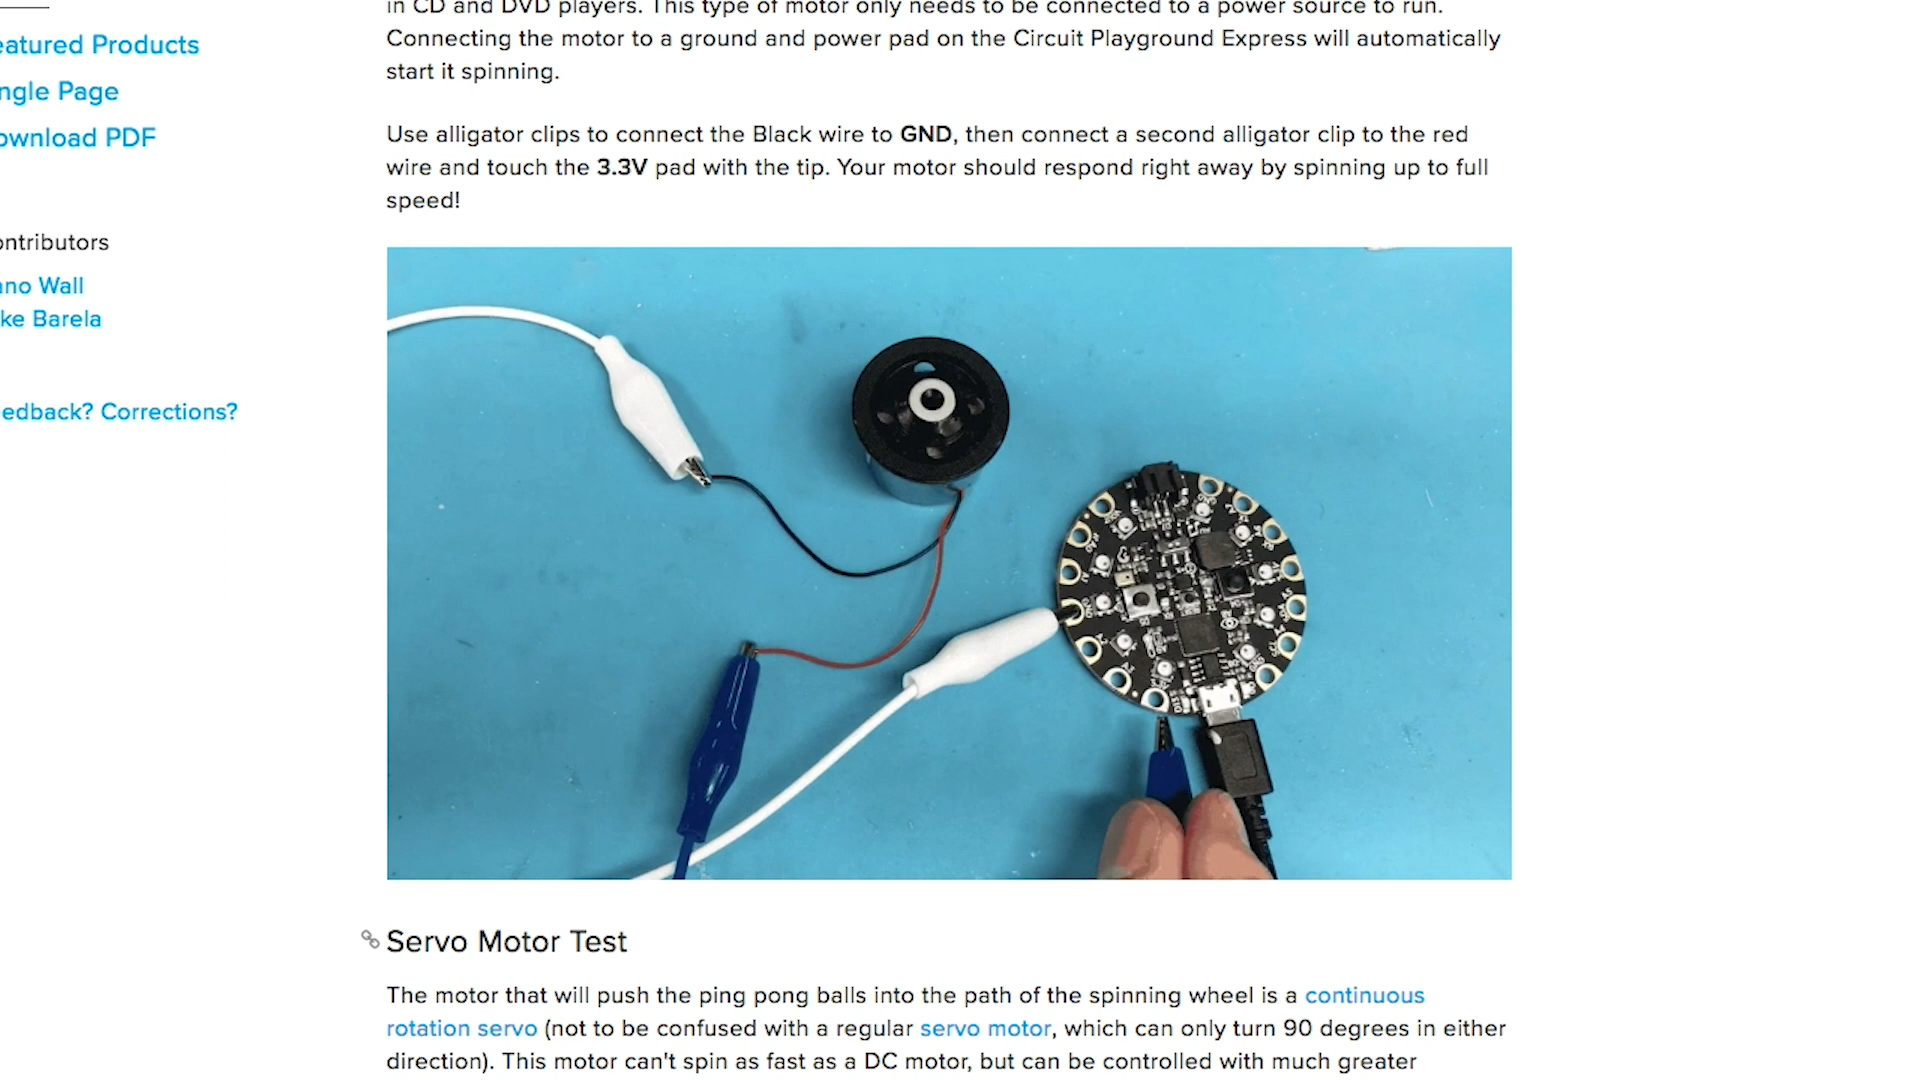 in CD and DVD players. This type of motor only needs to be connected to a power source to run.
Connecting the motor to a ground and power pad on the Circuit Playground Express will automatically
start it spinning.
Use alligator clips to connect the Black wire to GND, then connect a second alligator clip to the red
wire and touch the 3.3V pad with the tip. Your motor should respond right away by spinning up to full
speed!
eatured Products
ngle Page
ownload PDF
ontributors
ano Wall
ke Barela
eedback? Corrections?
Servo Motor Test
The motor that will push the ping pong balls into the path of the spinning wheel is a continuous
rotation servo (not to be confused with a regular servo motor, which can only turn 90 degrees in either
direction). This motor can't spin as fast as a DC motor, but can be controlled with much greater